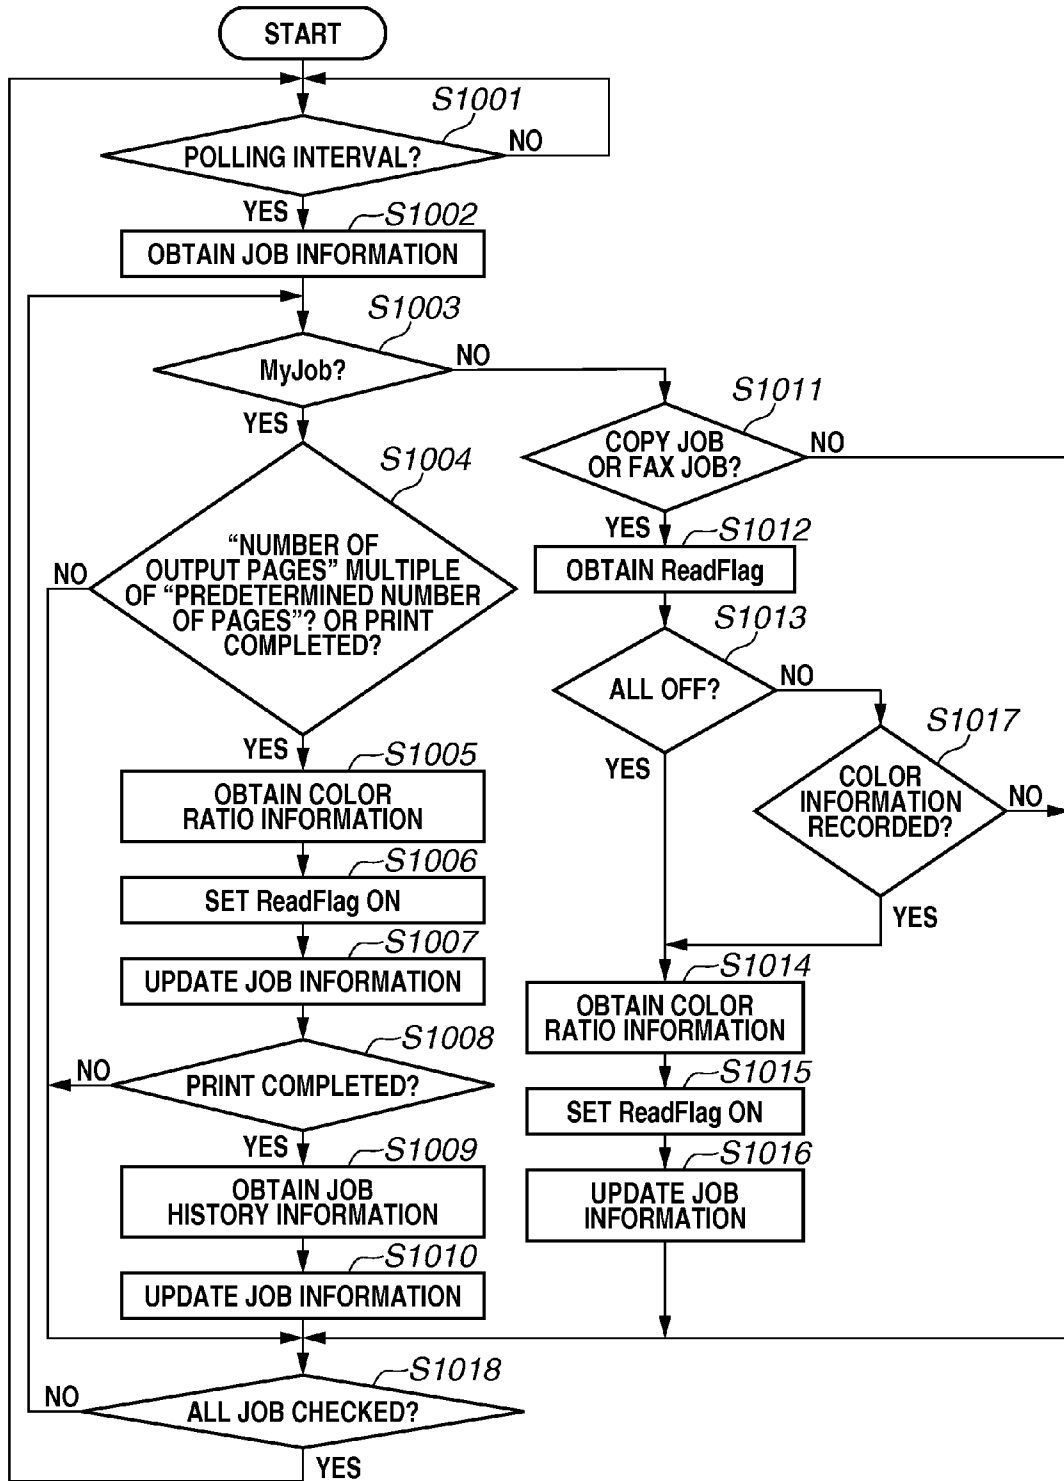 START
S1001
POLLING INTERVAL?
NO
YES
S1002
OBTAIN JOB INFORMATION
S1003
MyJob?
NO
YES
S1011
COPY JOB
OR FAX JOB?
NO
YES
S1004
“NUMBER OF
OUTPUT PAGES” MULTIPLE
OF “PREDETERMINED NUMBER
OF PAGES”? OR PRINT
COMPLETED?
NO
YES
S1012
OBTAIN ReadFlag
S1013
ALL OFF?
NO
YES
S1017
COLOR
INFORMATION
RECORDED?
NO
YES
S1005
OBTAIN COLOR
RATIO INFORMATION
S1006
SET ReadFlag ON
S1007
UPDATE JOB INFORMATION
S1008
PRINT COMPLETED?
NO
YES
S1009
OBTAIN JOB
HISTORY INFORMATION
S1010
UPDATE JOB INFORMATION
S1014
OBTAIN COLOR
RATIO INFORMATION
S1015
SET ReadFlag ON
S1016
UPDATE JOB
INFORMATION
S1018
ALL JOB CHECKED?
NO
YES